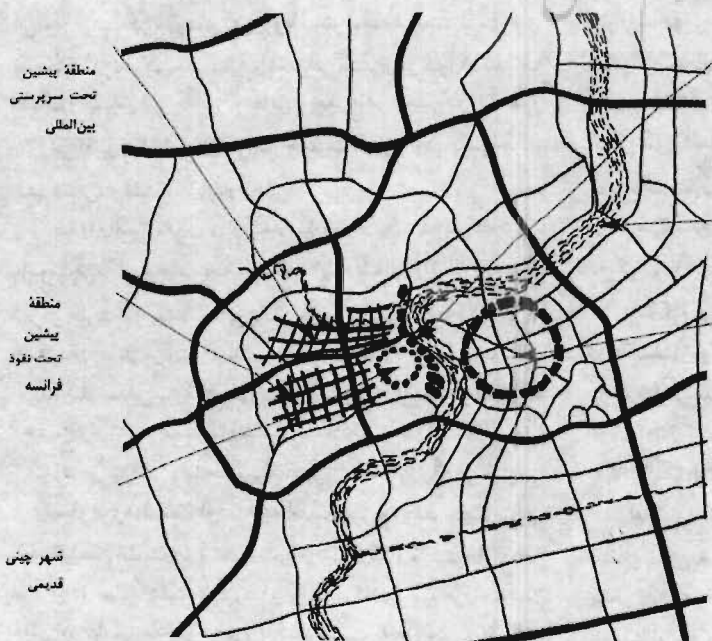 منطقهٔ پیشین
تحت سرپرستی
بین‌المللی
منطقهٔ
پیشین
تحت نفوذ
فرانسه
شهر چینی
قدیمی